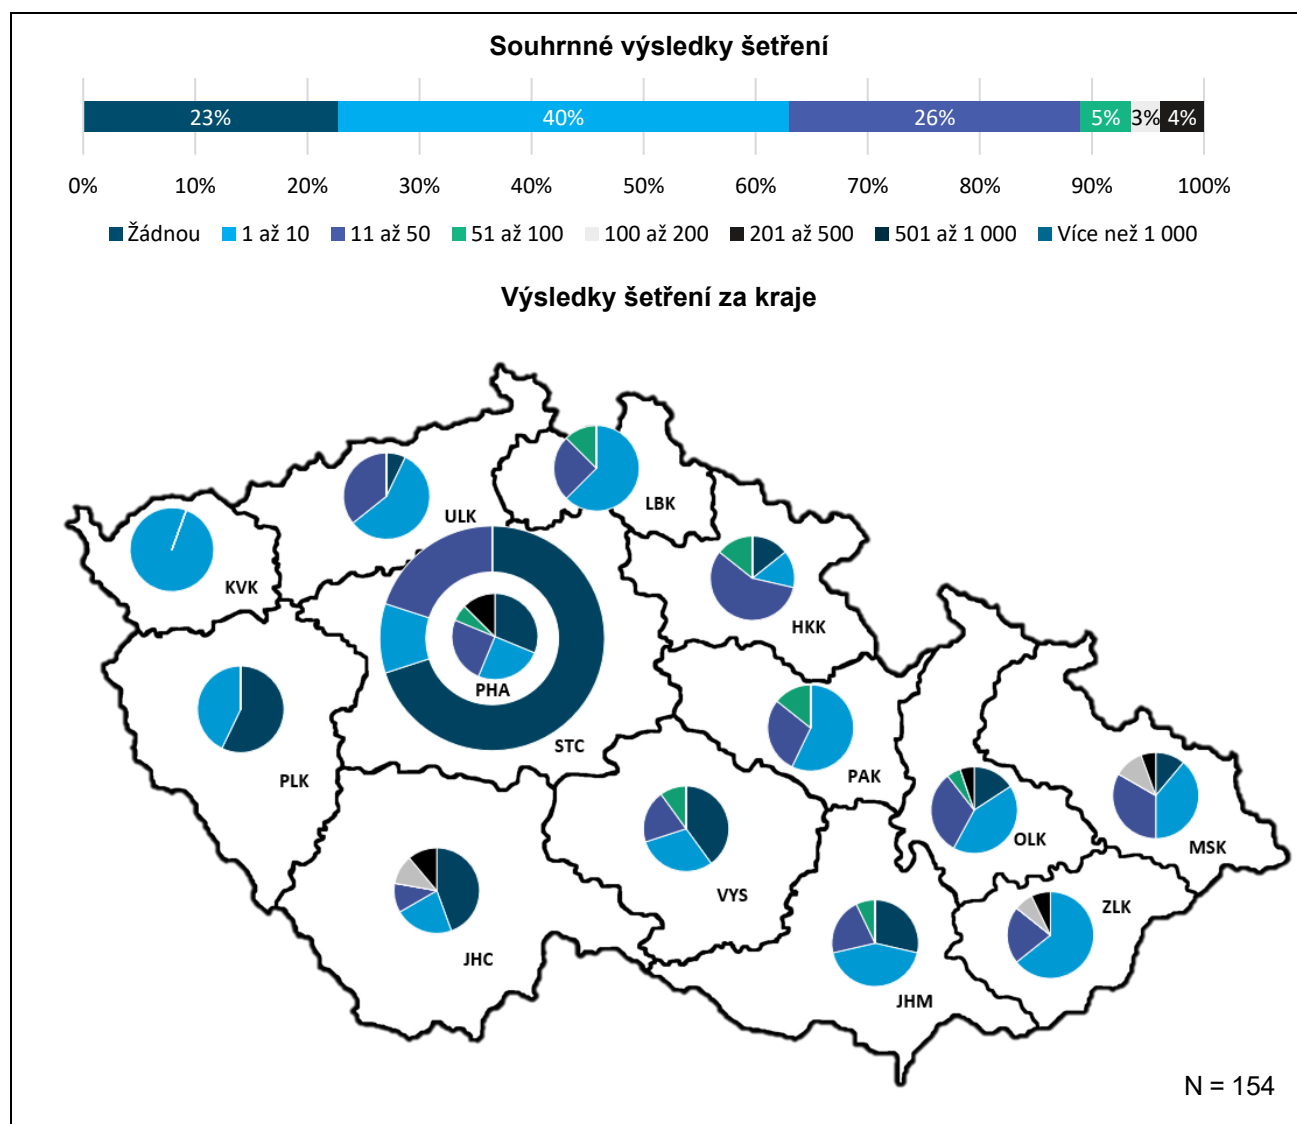 Souhrnné výsledky šetření
23% 40% 26% 5% 3% 4%
0% 10% 20% 30% 40% 50% 60% 70% 80% 90% 100%
Žádnou 1 až 10 11 až 50 51 až 100 100 až 200 201 až 500 501 až 1 000 Více než 1 000
Výsledky šetření za kraje
LBK
ULK
KVK
HKK
PHA
STC
PLK
PAK
OLK
MSK
VYS
ZLK
JHC
JHM
N = 154